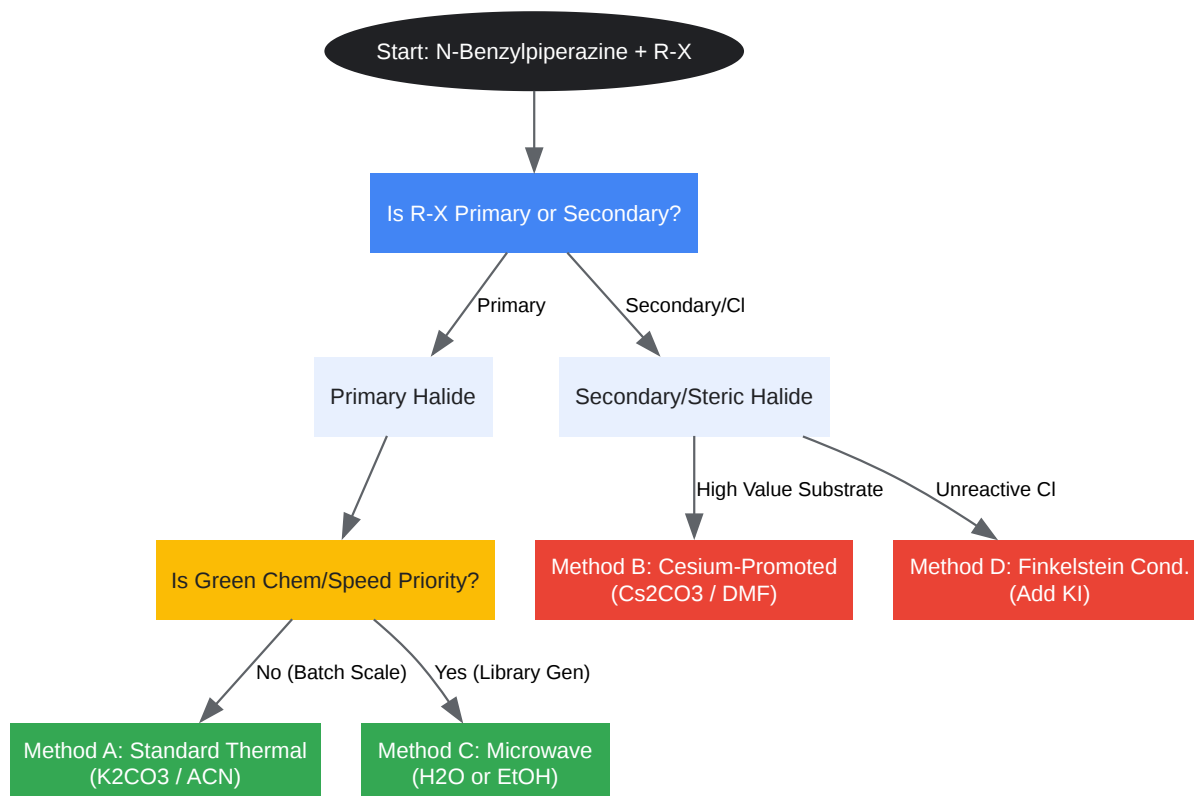 Start: N-Benzylpiperazine + R-X
Is R-X Primary or Secondary?
Primary
Secondary/Cl
Primary Halide
Secondary/Steric Halide
High Value Substrate
Unreactive Cl
Is Green Chem/Speed Priority?
Method B: Cesium-Promoted
(Cs2CO3 / DMF)
Method D: Finkelstein Cond.
(Add KI)
No (Batch Scale)
Yes (Library Gen)
Method A: Standard Thermal
(K2CO3 / ACN)
Method C: Microwave
(H2O or EtOH)